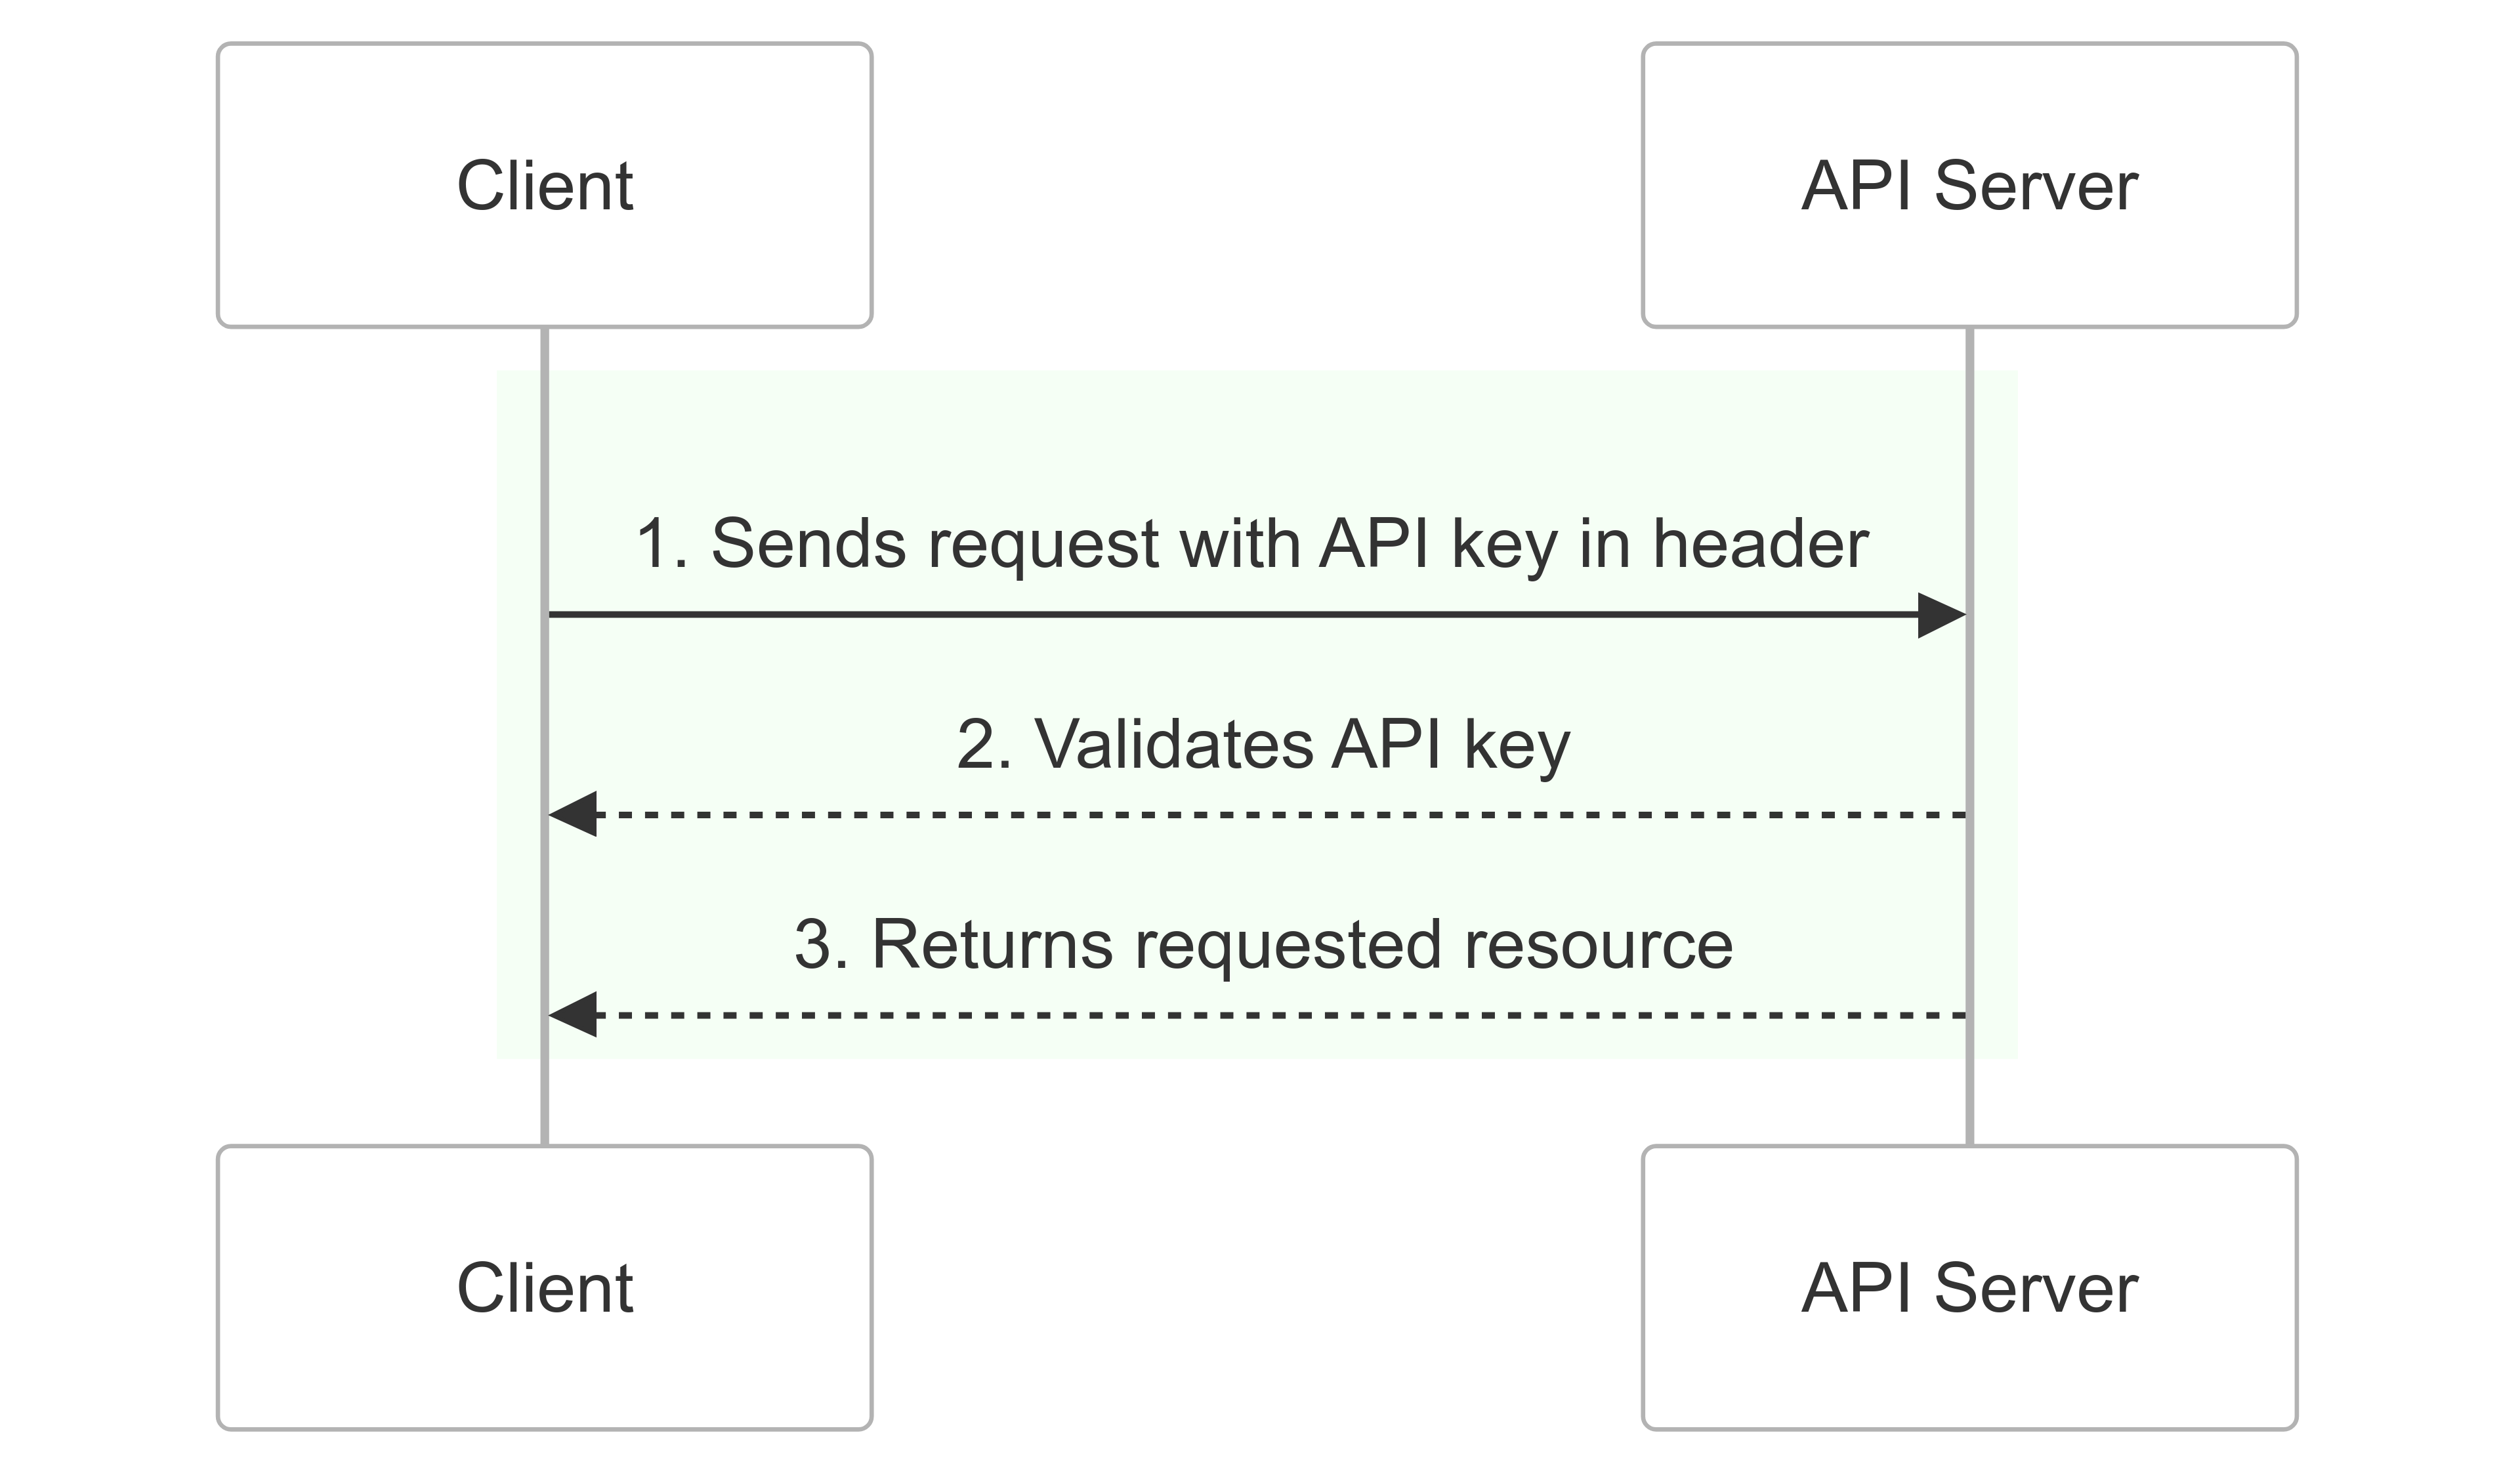 Client
API Server
1. Sends request with API key in header
2. Validates API key
3. Returns requested resource
Client
API Server